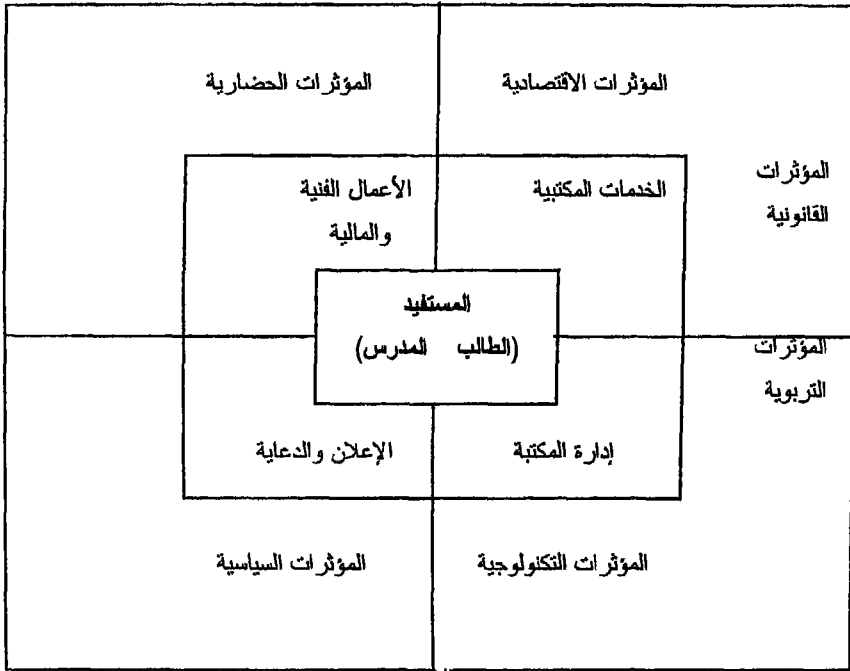 المؤثرات الاقتصادية
المؤثرات الحضارية
المؤثرات
القانونية
الخدمات المكتبية
الأعمال الفنية
والمالية
المستفيد
(الطالب المدرس)
المؤثرات
التربوية
إدارة المكتبة
الإعلان والدعاية
المؤثرات التكنولوجية
المؤثرات السياسية